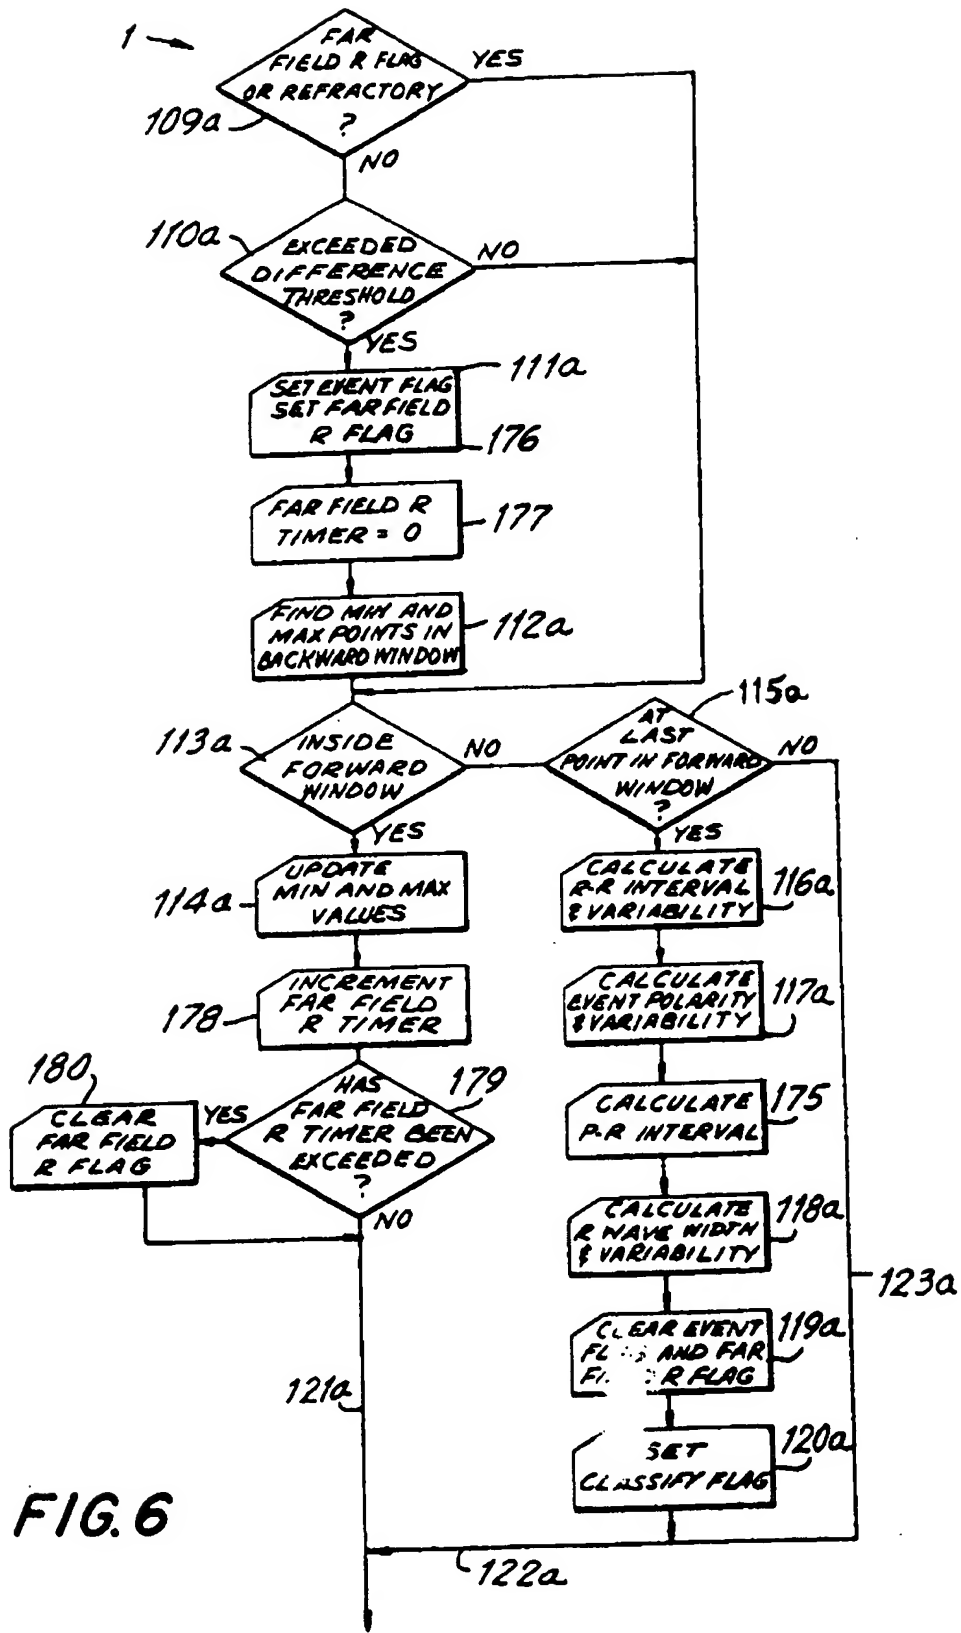 1
FAR
FIELD R FLAG
OR REFRACTORY
?
YES
109a
NO
110a
EXCEEDED
DIFFERENCE
THRESHOLD
?
NO
YES
111a
SET EVENT FLAG
SET FAR FIELD
R FLAG
176
FAR FIELD R
TIMER = 0
177
FIND MIN AND
MAX POINTS IN
BACKWARD WINDOW
112a
113a
INSIDE
FORWARD
WINDOW
NO
YES
115a
AT
LAST
POINT IN FORWARD
WINDOW
?
NO
YES
114a
UPDATE
MIN AND MAX
VALUES
CALCULATE
R-R INTERVAL
& VARIABILITY
116a
178
INCREMENT
FAR FIELD
R TIMER
CALCULATE
EVENT POLARITY
& VARIABILITY
117a
180
CLEAR
FAR FIELD
R FLAG
YES
HAS
FAR FIELD
R TIMER BEEN
EXCEEDED
?
179
NO
CALCULATE
P-R INTERVAL
175
CALCULATE
R WAVE WIDTH
& VARIABILITY
118a
123a
CLEAR EVENT
AND FAR
R FLAG
119a
121a
SET
CLASSIFY FLAG
120a
122a
FIG. 6